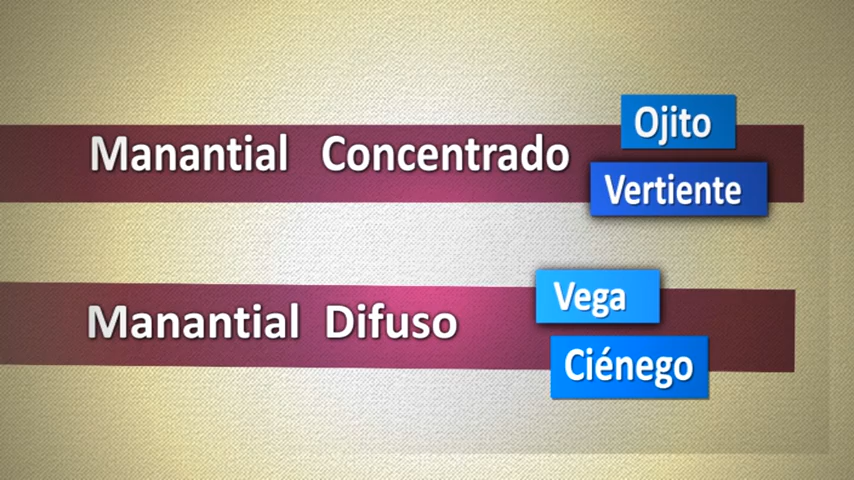 Ojito
Manantial Concentrado
Vertiente
Vega
Manantial Difuso
Ciénego